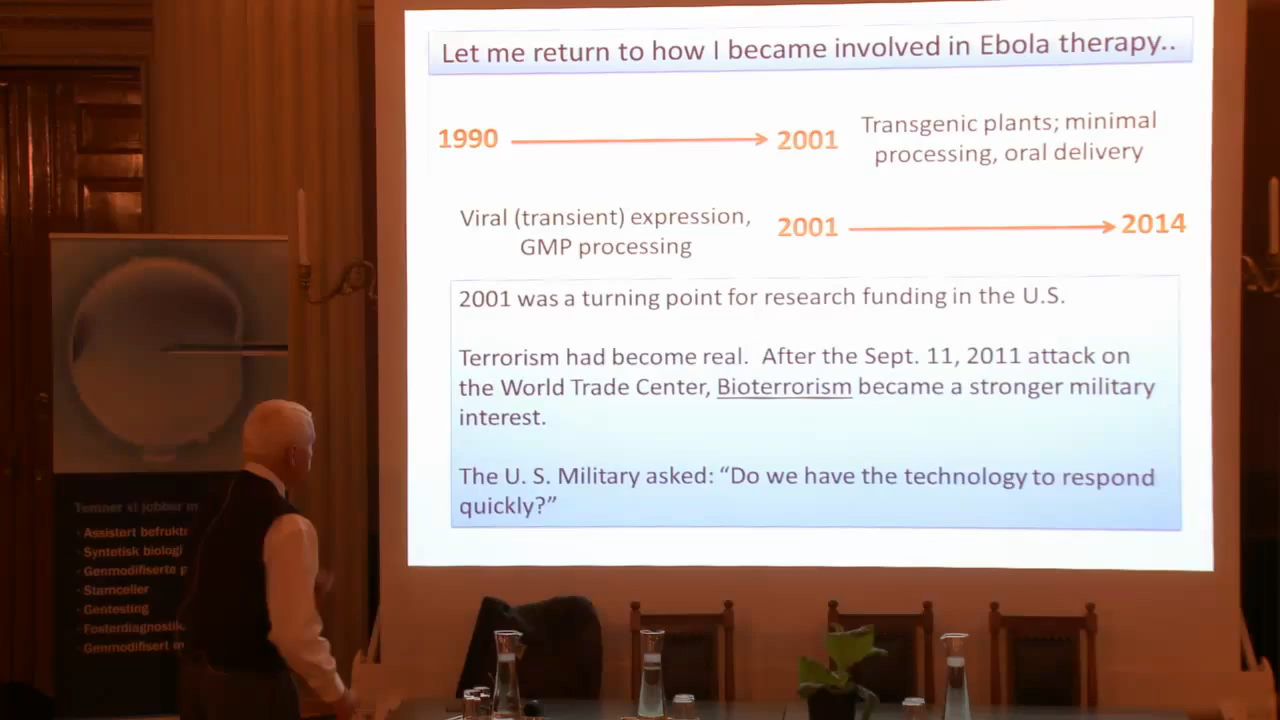 Let me return to how I became involved in Ebola therapy..
1990
2001
Transgenic plants; minimal
processing, oral delivery
Viral (transient) expression,
GMP processing
2001
2014
2001 was a turning point for research funding in the U.S.
Terrorism had become real. After the Sept. 11, 2011 attack on
the World Trade Center, Bioterrorism became a stronger military
interest.
The U. S. Military asked: “Do we have the technology to respond
quickly?”
Temaer vi jobber m
- Assistert befrukt
- Syntetisk biologi
- Genmodifiserte p
- Stamceller
- Gentesting
- Fosterdiagnostik
- Genmodifisert m